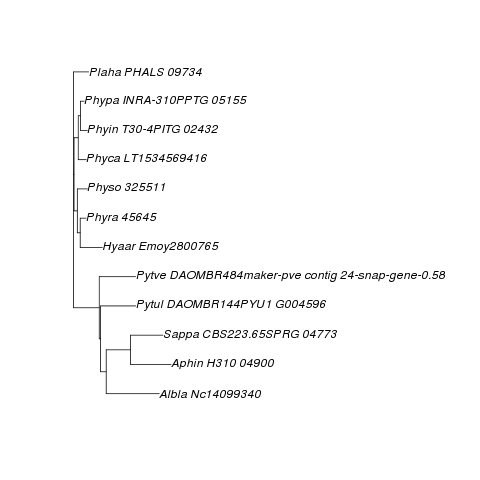 Plaha PHALS 09734
Phypa INRA-310PPTG 05155
Phyin T30-4PITG 02432
Phyca LT1534569416
Physo 325511
Phyra 45645
Hyaar Emoy2800765
Pytve DAOMBR484maker-pve contig 24-snap-gene-0.58
Pytul DAOMBR144PYU1 G004596
Sappa CBS223.65SPRG 04773
Aphin H310 04900
Albla Nc14099340